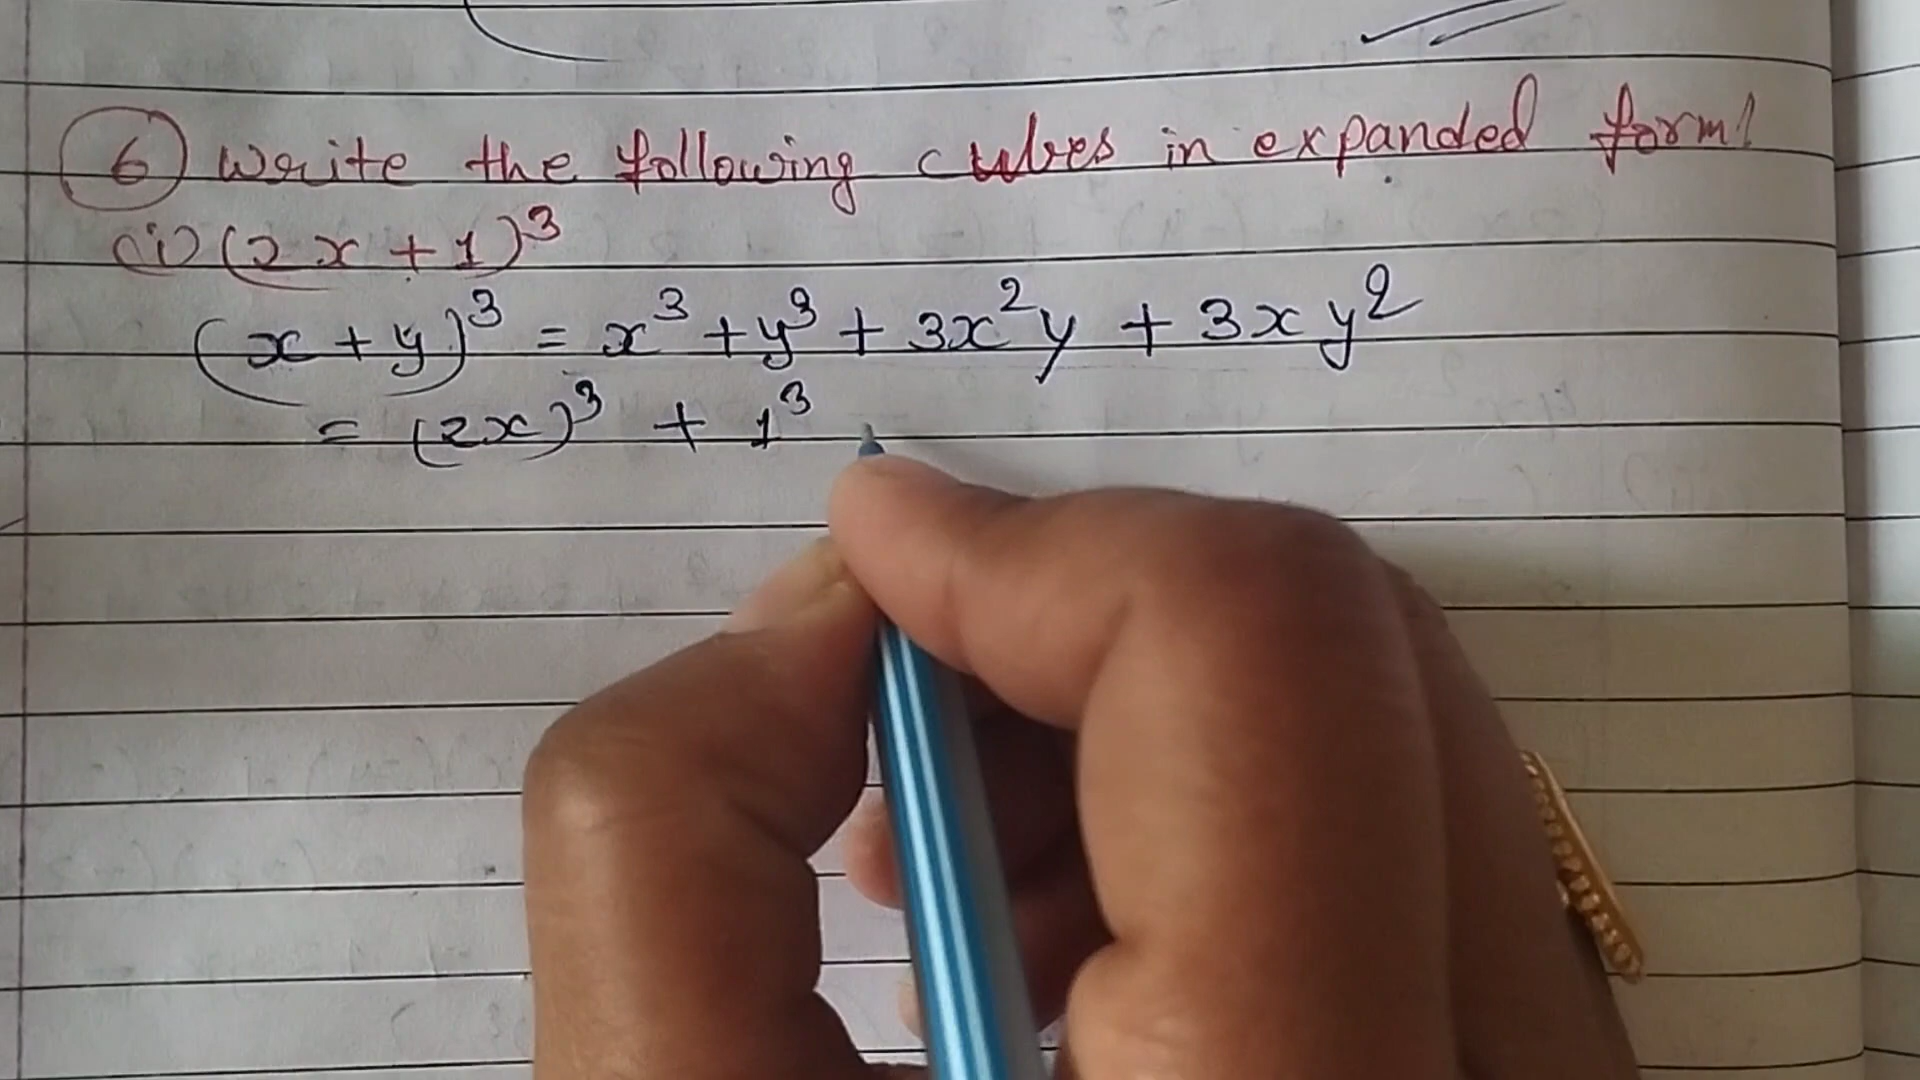 6 Write the following cubes in expanded form:
(i) (2x + 1)³
(x + y)³ = x³ + y³ + 3x²y + 3xy²
= (2x)³ + 1³